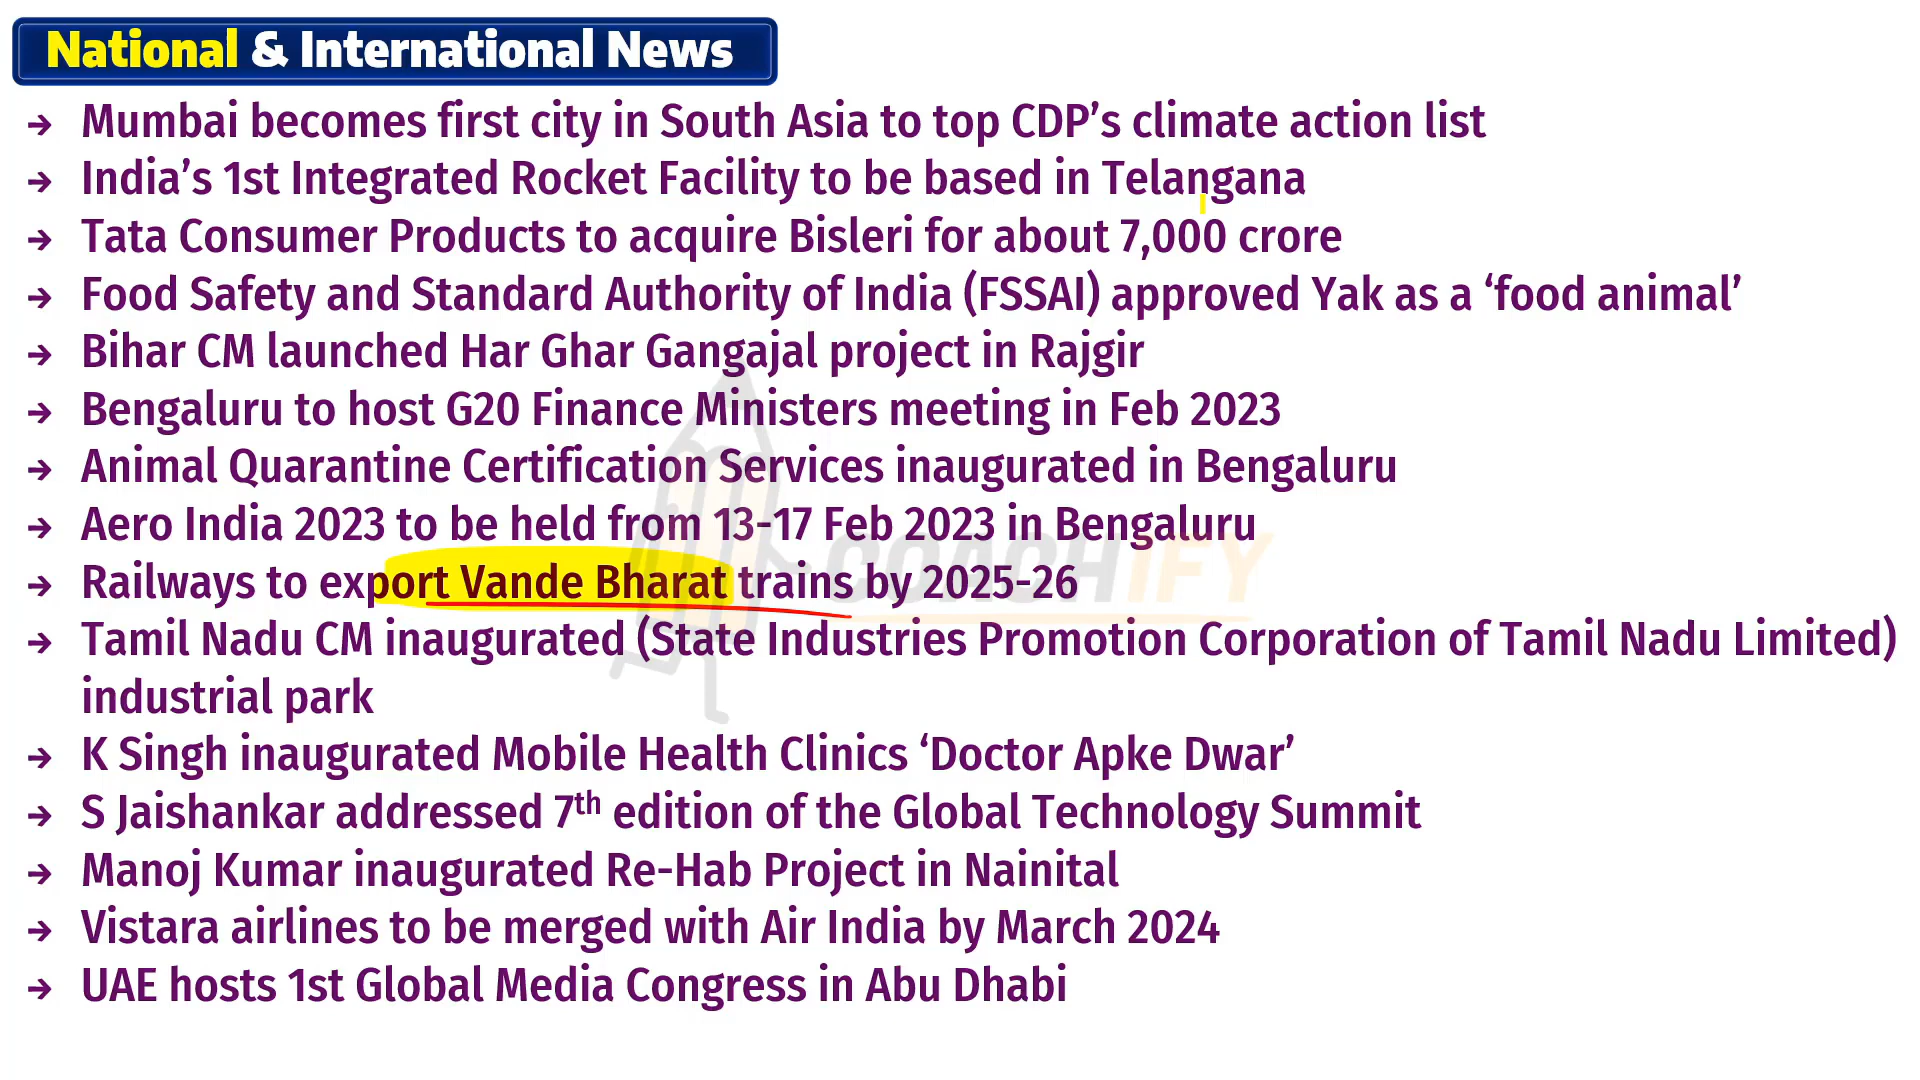 National & International News
→ Mumbai becomes first city in South Asia to top CDP’s climate action list
→ India’s 1st Integrated Rocket Facility to be based in Telangana
→ Tata Consumer Products to acquire Bisleri for about 7,000 crore
→ Food Safety and Standard Authority of India (FSSAI) approved Yak as a ‘food animal’
→ Bihar CM launched Har Ghar Gangajal project in Rajgir
→ Bengaluru to host G20 Finance Ministers meeting in Feb 2023
→ Animal Quarantine Certification Services inaugurated in Bengaluru
→ Aero India 2023 to be held from 13-17 Feb 2023 in Bengaluru
COACHIFY
→ Railways to export Vande Bharat trains by 2025-26
→ Tamil Nadu CM inaugurated (State Industries Promotion Corporation of Tamil Nadu Limited)
industrial park
→ K Singh inaugurated Mobile Health Clinics ‘Doctor Apke Dwar’
→ S Jaishankar addressed 7th edition of the Global Technology Summit
→ Manoj Kumar inaugurated Re-Hab Project in Nainital
→ Vistara airlines to be merged with Air India by March 2024
→ UAE hosts 1st Global Media Congress in Abu Dhabi